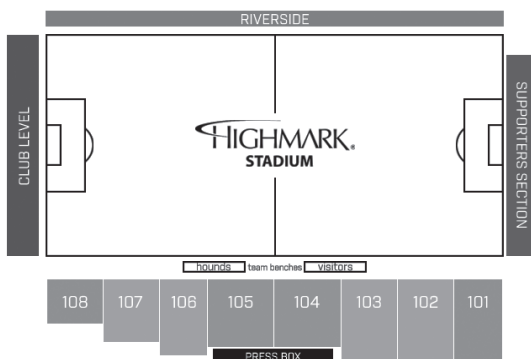 RIVERSIDE
CLUB LEVEL
HIGHMARK®
STADIUM
SUPPORTERS SECTION
hounds team benches visitors
108 107 106 105 104 103 102 101
PRESS BOX